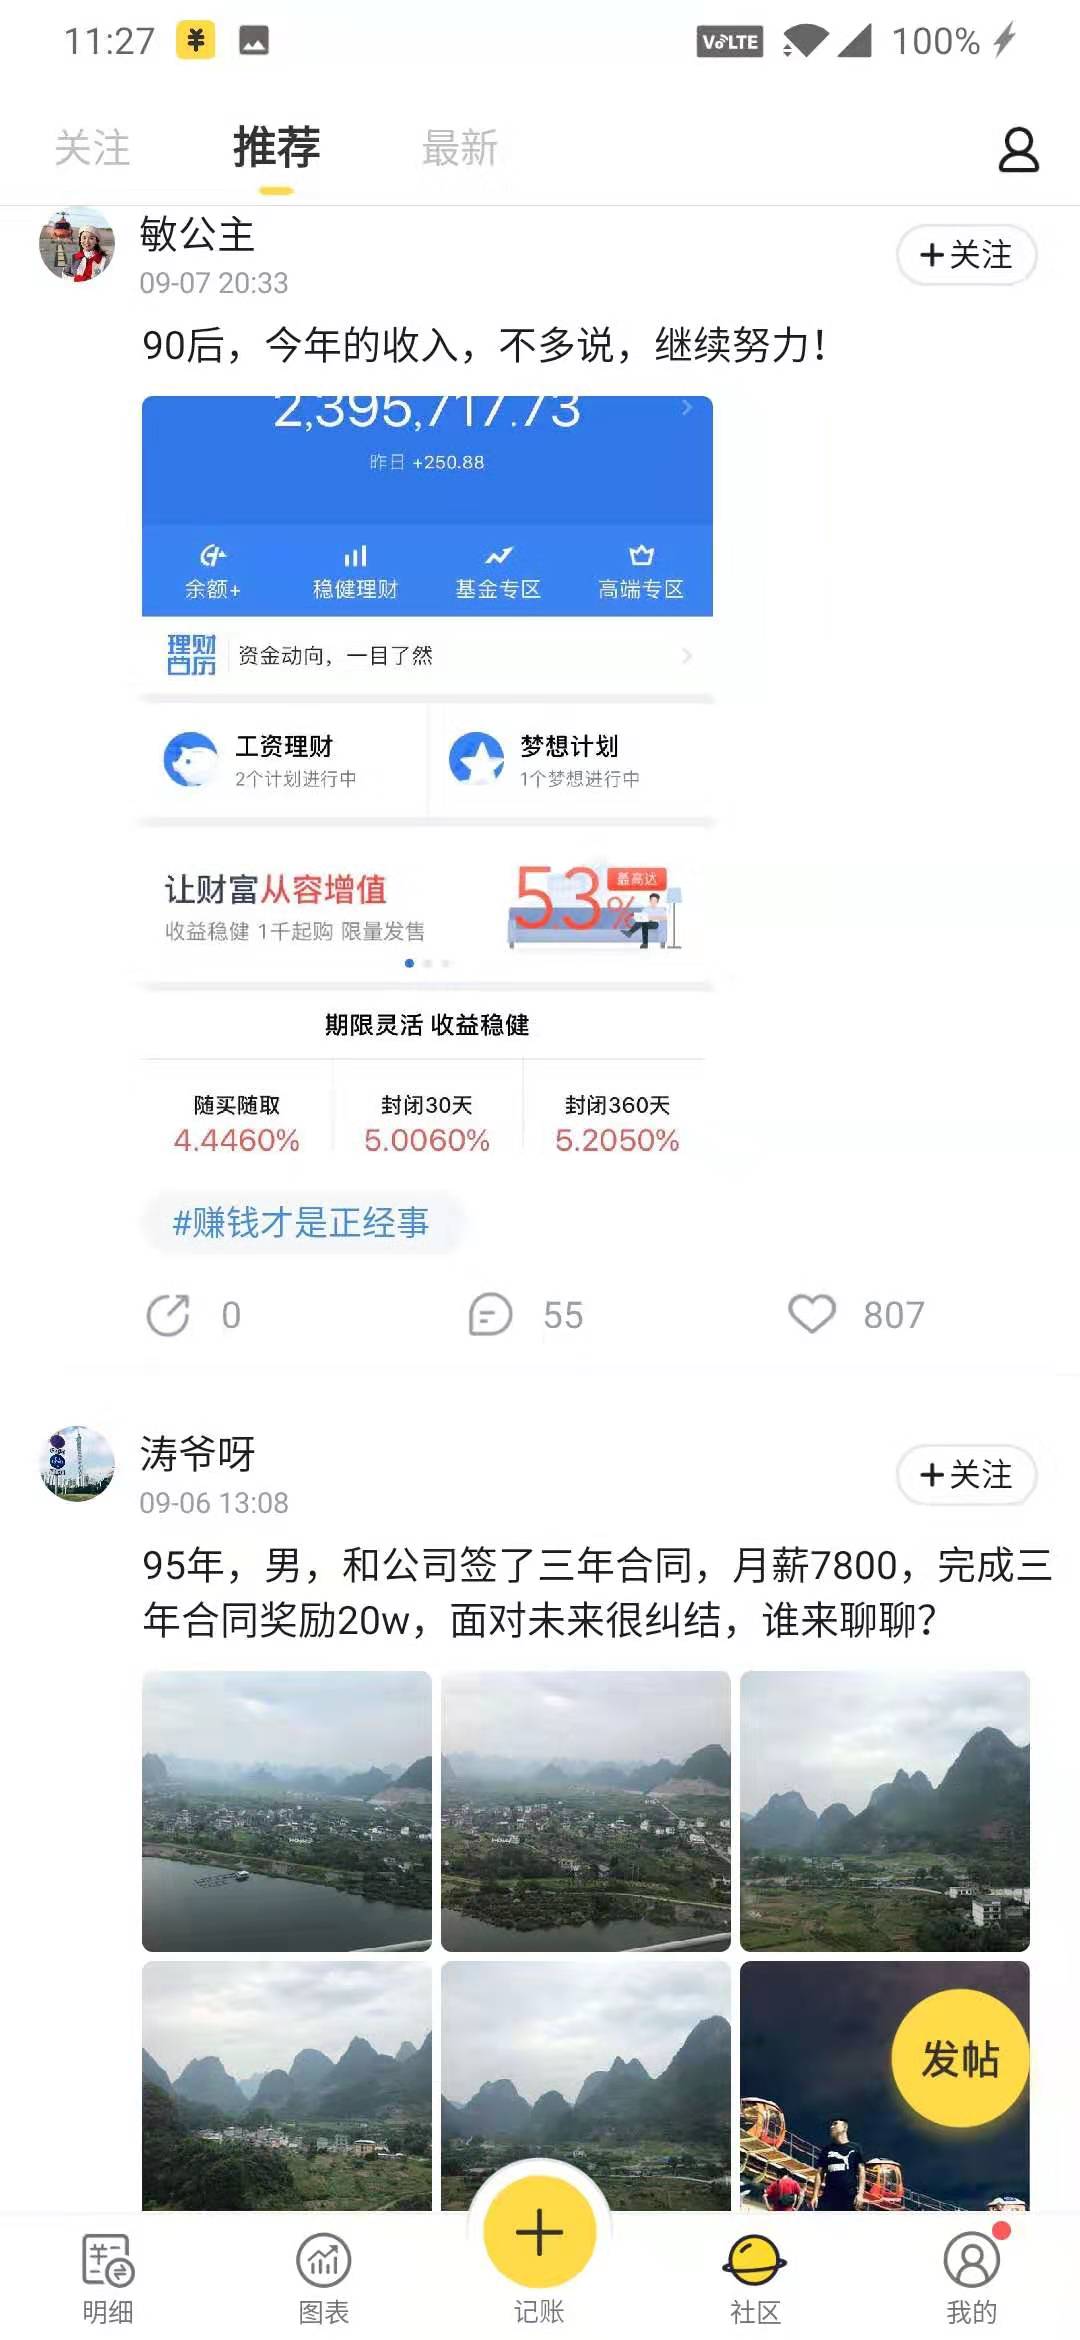 11:27
VoLTE
100%
关注
推荐
最新
敏公主
09-07 20:33
+关注
90后，今年的收入，不多说，继续努力！
2,395,717.73
昨日 +250.88
余额+
稳健理财
基金专区
高端专区
理财日历
资金动向，一目了然
工资理财
2个计划进行中
梦想计划
1个梦想进行中
让财富从容增值
收益稳健 1千起购 限量发售
5.3%
最高达
期限灵活 收益稳健
随买随取
4.4460%
封闭30天
5.0060%
封闭360天
5.2050%
#赚钱才是正经事
0
55
807
涛爷呀
09-06 13:08
+关注
95年，男，和公司签了三年合同，月薪7800，完成三
年合同奖励20w，面对未来很纠结，谁来聊聊？
发帖
明细
图表
记账
社区
我的